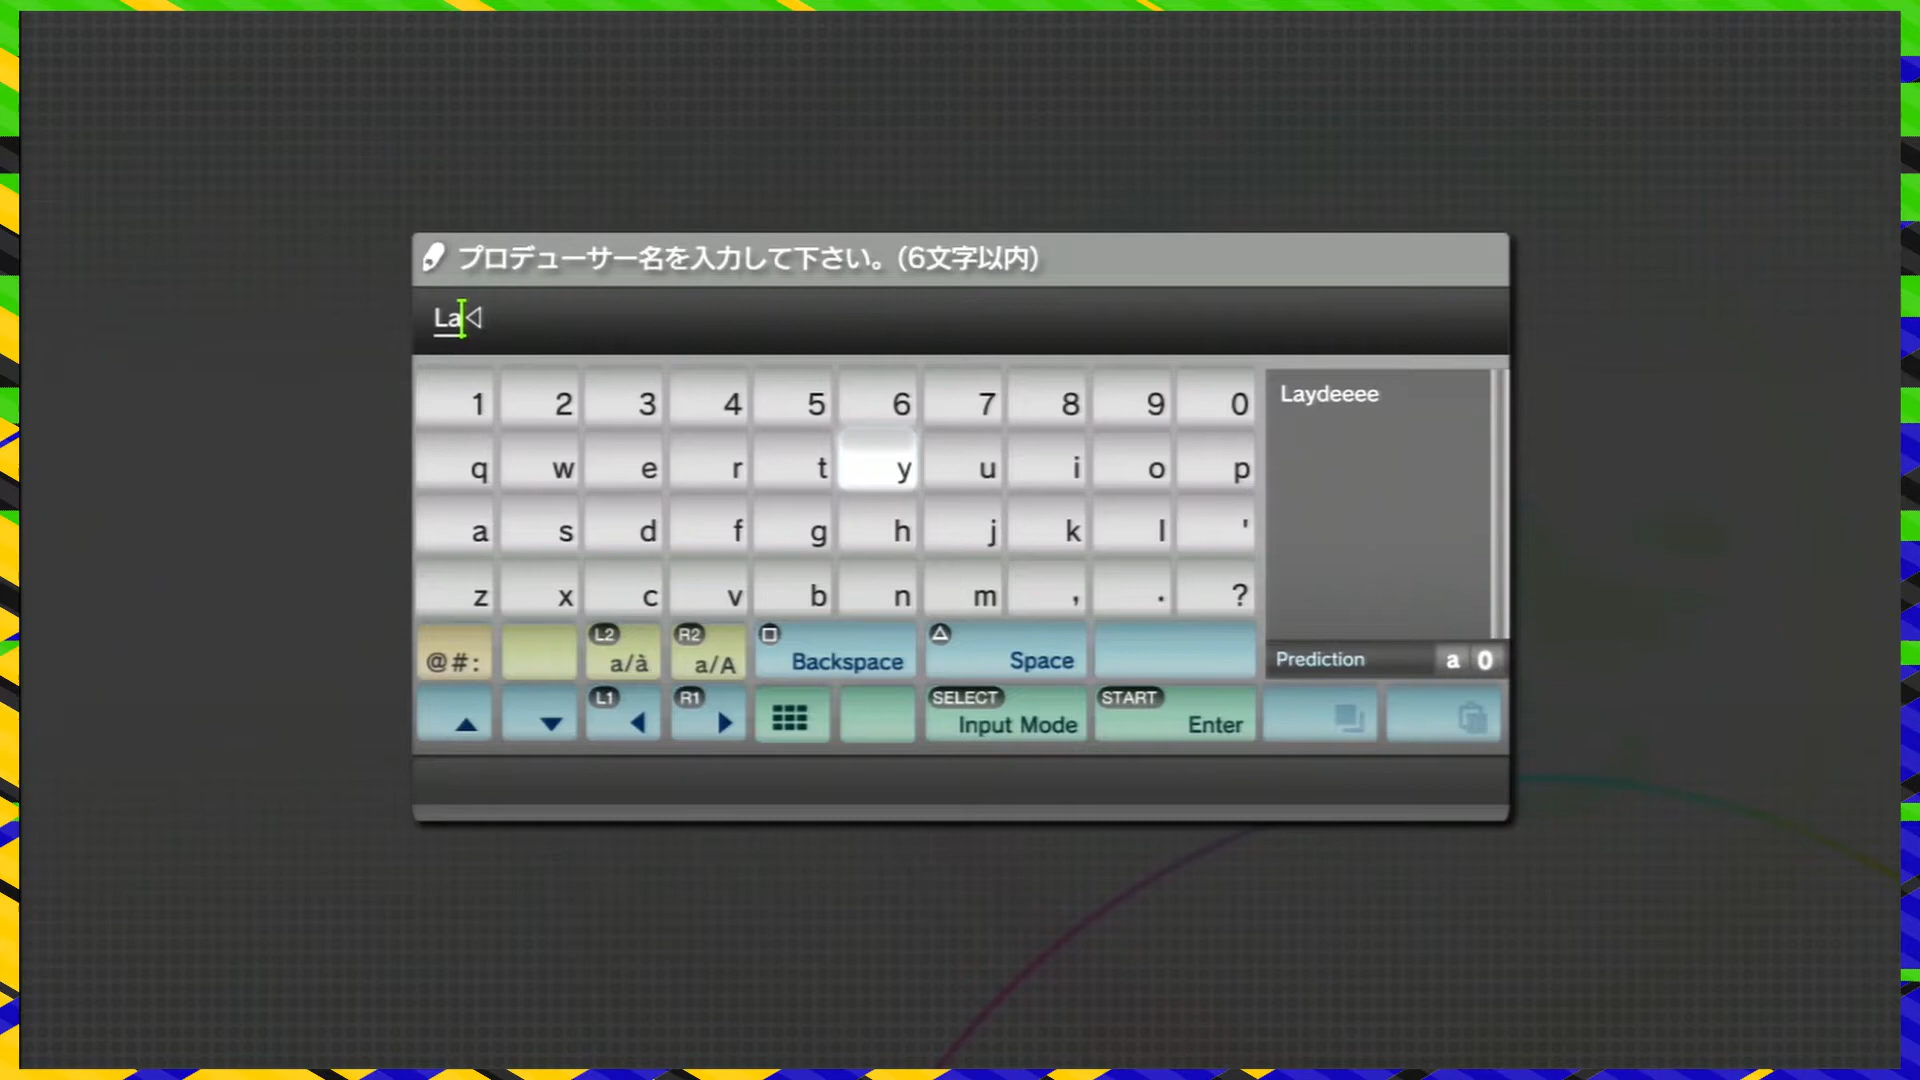 プロデューサー名を入力して下さい。(6文字以内)
La
1 2 3 4 5 6 7 8 9 0
Laydeeee
q w e r t y u i o p
a s d f g h j k l '
z x c v b n m , . ?
@#: L2 a/à R2 a/A Backspace Space
Prediction a 0
L1 R1 SELECT Input Mode START Enter